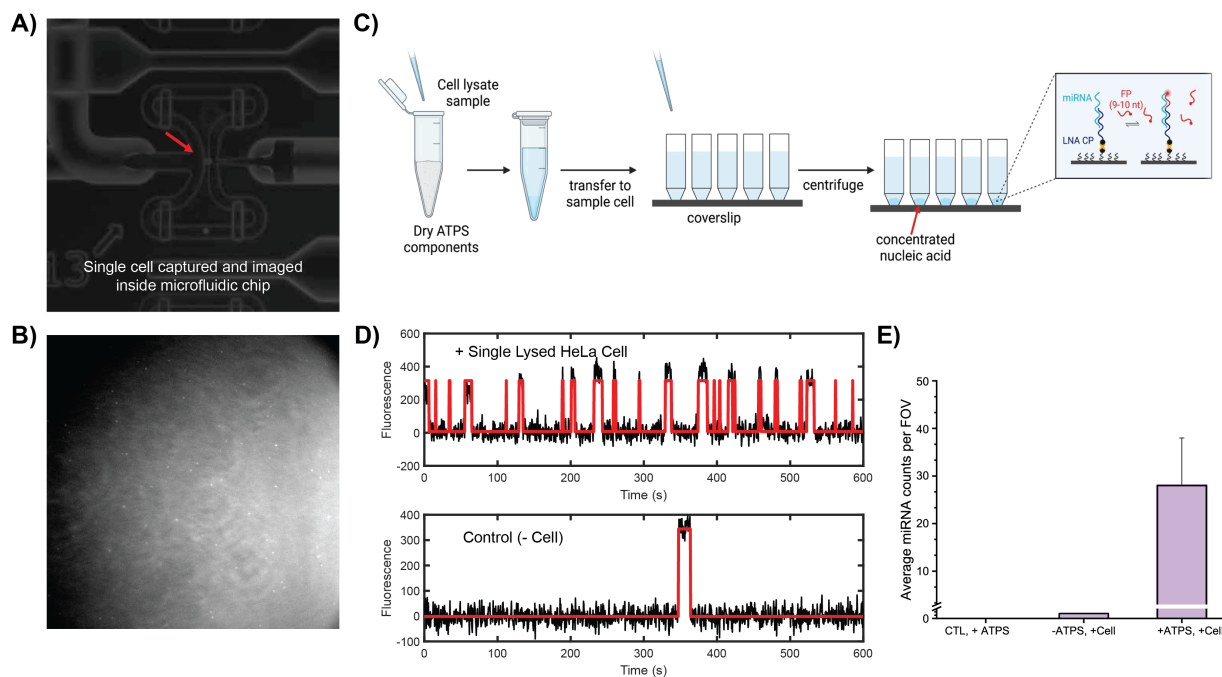 A)
13
Single cell captured and imaged
inside microfluidic chip
B)
C)
Cell lysate
sample
Dry ATPS
components
transfer to
sample cell
coverslip
centrifuge
concentrated
nucleic acid
miRNA
FP
(9-10 nt)
LNA CP
D)
+ Single Lysed HeLa Cell
Fluorescence
600
400
200
0
-200
0 100 200 300 400 500 600
Time (s)
Control (- Cell)
Fluorescence
400
300
200
100
0
-100
0 100 200 300 400 500 600
Time (s)
E)
Average miRNA counts per FOV
50
40
30
20
10
0
CTL, + ATPS -ATPS, +Cell +ATPS, +Cell